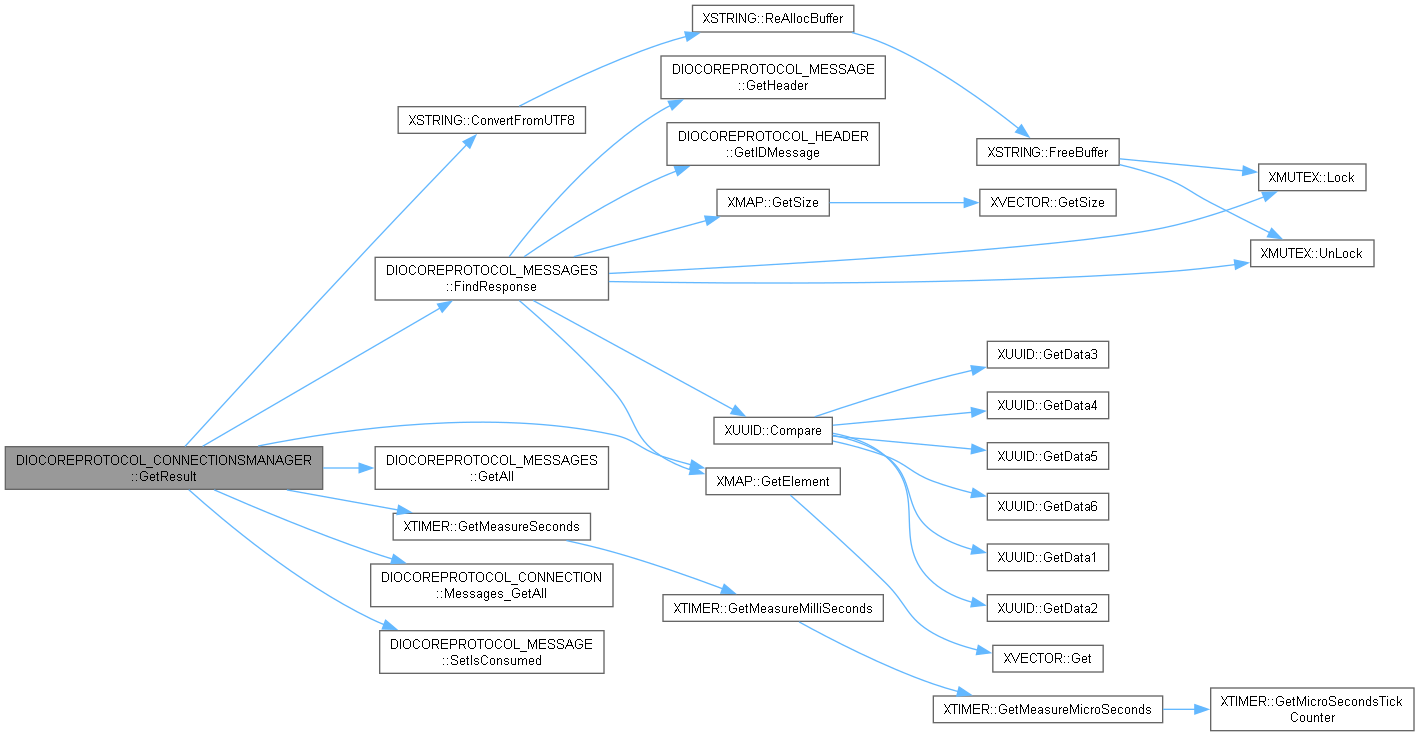 XSTRING::ReAllocBuffer
DIOCOREPROTOCOL_MESSAGE
::GetHeader
XSTRING::ConvertFromUTF8
DIOCOREPROTOCOL_HEADER
::GetIDMessage
XSTRING::FreeBuffer
XMUTEX::Lock
XMAP::GetSize
XVECTOR::GetSize
XMUTEX::UnLock
DIOCOREPROTOCOL_MESSAGES
::FindResponse
XUUID::GetData3
XUUID::GetData4
XUUID::Compare
XUUID::GetData5
DIOCOREPROTOCOL_CONNECTIONSMANAGER
::GetResult
DIOCOREPROTOCOL_MESSAGES
::GetAll
XMAP::GetElement
XUUID::GetData6
XTIMER::GetMeasureSeconds
XUUID::GetData1
DIOCOREPROTOCOL_CONNECTION
::Messages_GetAll
XTIMER::GetMeasureMilliSeconds
XUUID::GetData2
DIOCOREPROTOCOL_MESSAGE
::SetIsConsumed
XVECTOR::Get
XTIMER::GetMeasureMicroSeconds
XTIMER::GetMicroSecondsTick
Counter